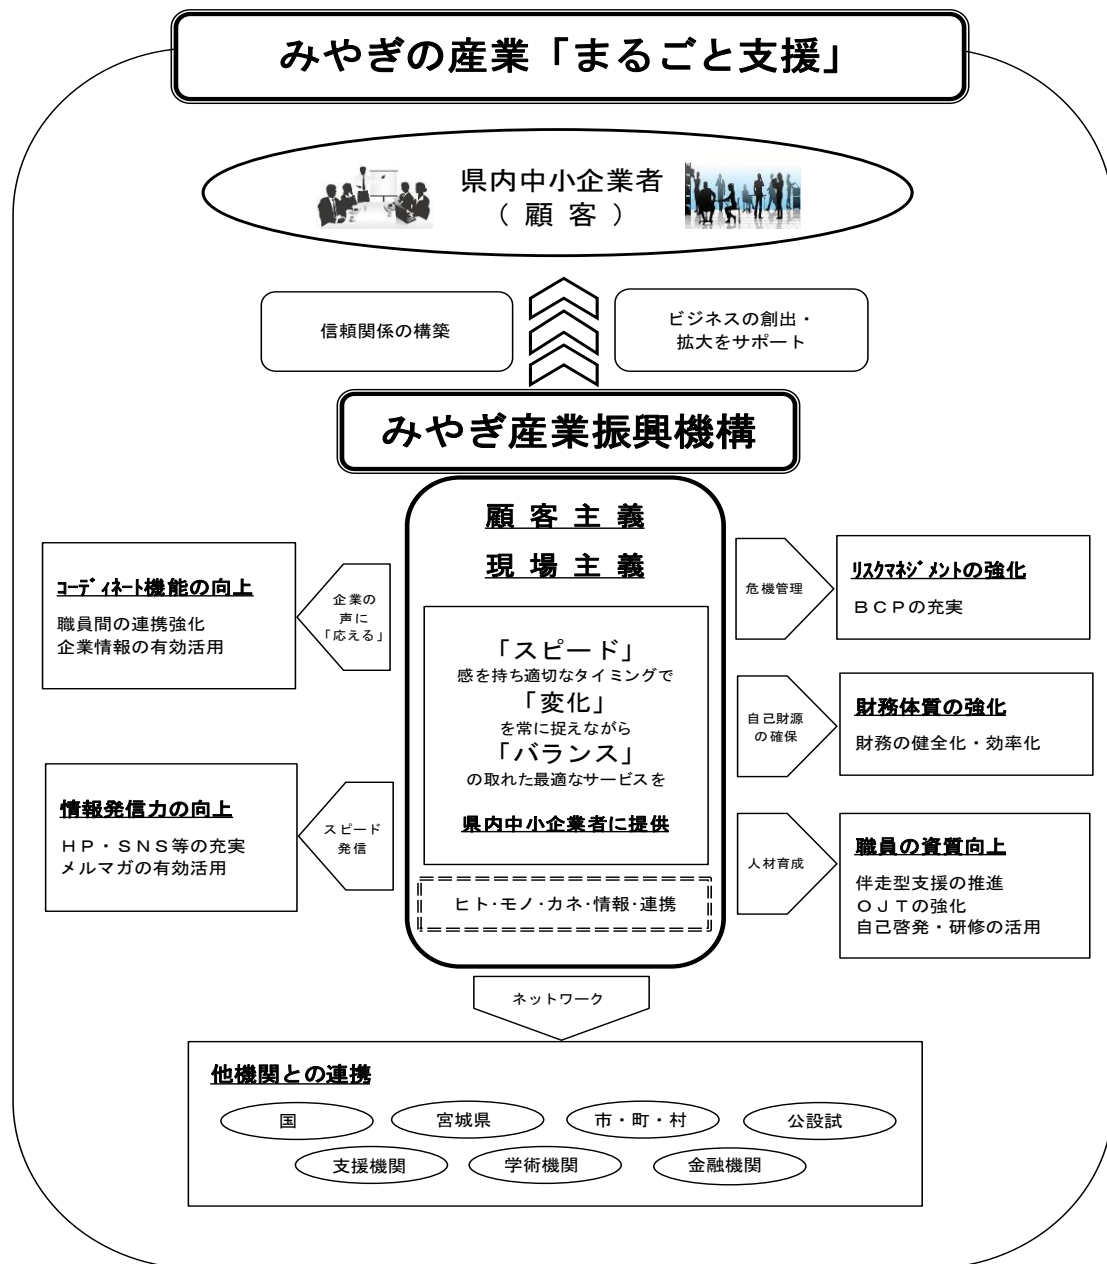 みやぎの産業「まるごと支援」
県内中小企業者
（ 顧 客 ）
信頼関係の構築
ビジネスの創出・
拡大をサポート
みやぎ産業振興機構
顧 客 主 義
現 場 主 義
「スピード」
感を持ち適切なタイミングで
「変化」
を常に捉えながら
「バランス」
の取れた最適なサービスを
県内中小企業者に提供
ヒト･モノ･カネ･情報･連携
企業の
声に
「応える」
ｺｰﾃﾞｨﾈｰﾄ機能の向上
職員間の連携強化
企業情報の有効活用
スピード
発信
情報発信力の向上
ＨＰ・ＳＮＳ等の充実
メルマガの有効活用
危機管理
ﾘｽｸﾏﾈｼﾞﾒﾝﾄの強化
ＢＣＰの充実
自己財源
の確保
財務体質の強化
財務の健全化・効率化
人材育成
職員の資質向上
伴走型支援の推進
ＯＪＴの強化
自己啓発・研修の活用
ネットワーク
他機関との連携
国
宮城県
市・町・村
公設試
支援機関
学術機関
金融機関